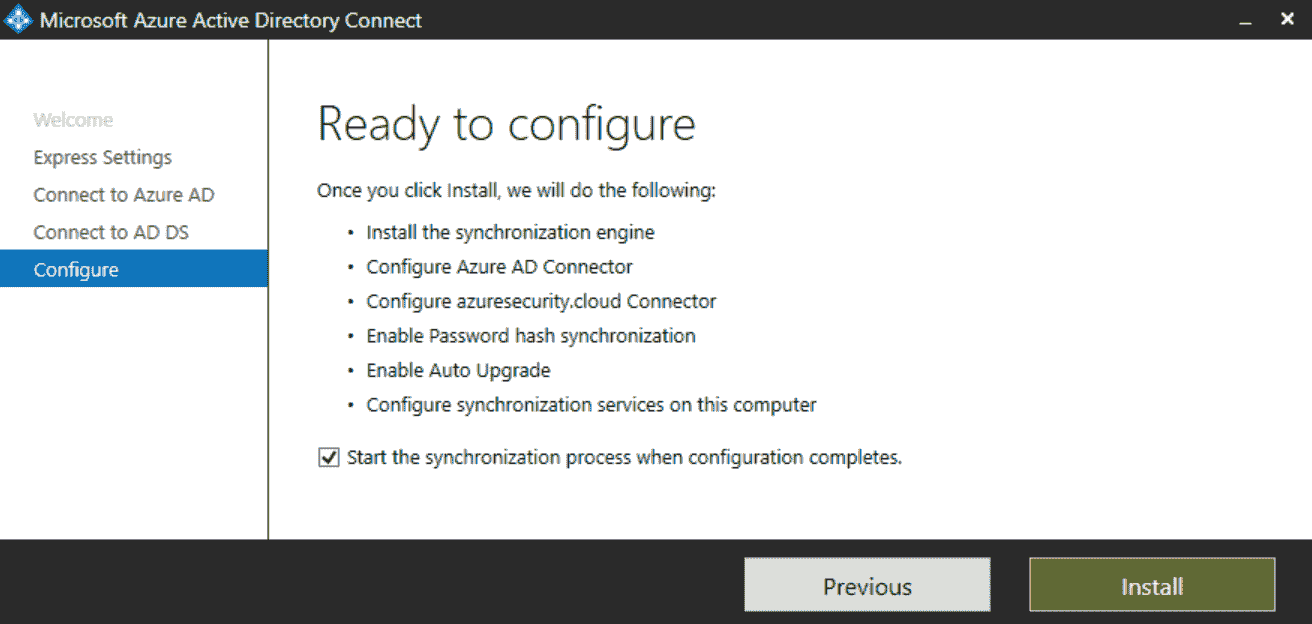 Microsoft Azure Active Directory Connect
Welcome
Express Settings
Connect to Azure AD
Connect to AD DS
Configure
Ready to configure
Once you click Install, we will do the following:
• Install the synchronization engine
• Configure Azure AD Connector
• Configure azuresecurity.cloud Connector
• Enable Password hash synchronization
• Enable Auto Upgrade
• Configure synchronization services on this computer
Start the synchronization process when configuration completes.
Previous
Install